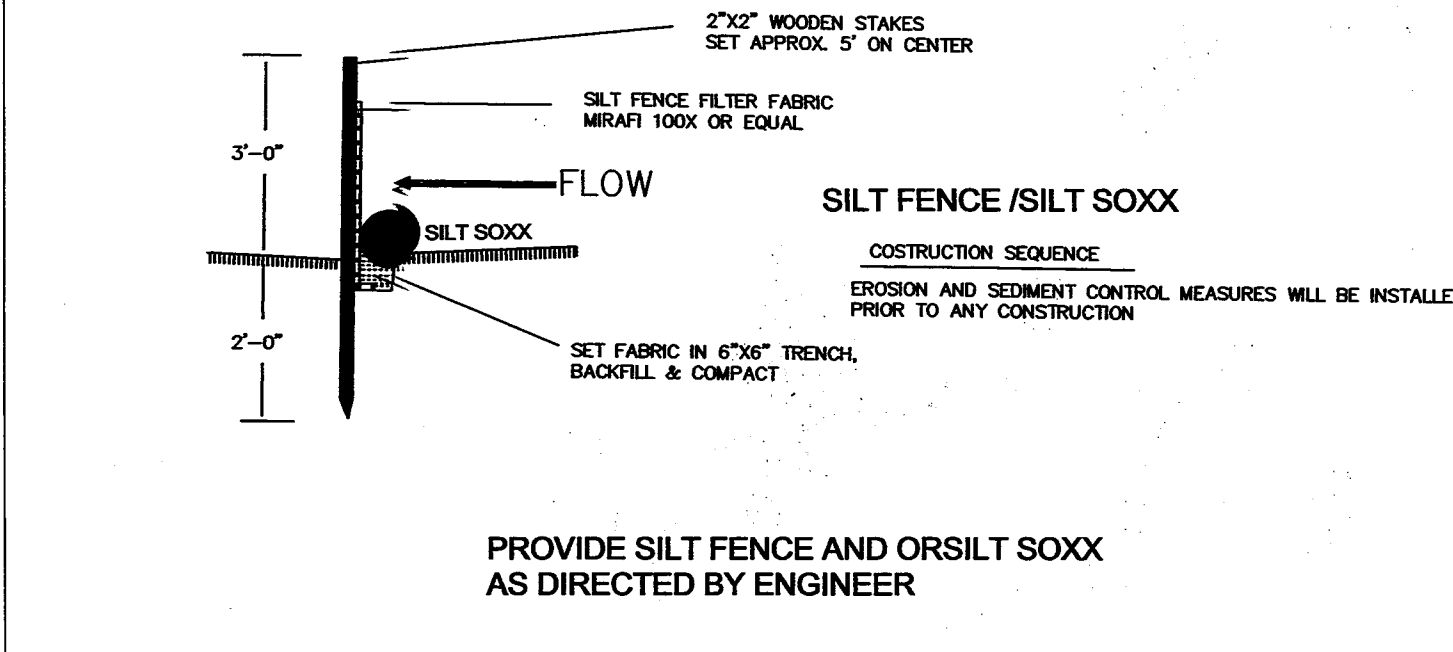 2"X2" WOODEN STAKES
SET APPROX. 5' ON CENTER
SILT FENCE FILTER FABRIC
MIRAFI 100X OR EQUAL
3'-0"
FLOW
SILT FENCE /SILT SOXX
SILT SOXX
COSTRUCTION SEQUENCE
EROSION AND SEDIMENT CONTROL MEASURES WILL BE INSTALLE
PRIOR TO ANY CONSTRUCTION
2'-0"
SET FABRIC IN 6"X6" TRENCH,
BACKFILL & COMPACT
PROVIDE SILT FENCE AND ORSILT SOXX
AS DIRECTED BY ENGINEER